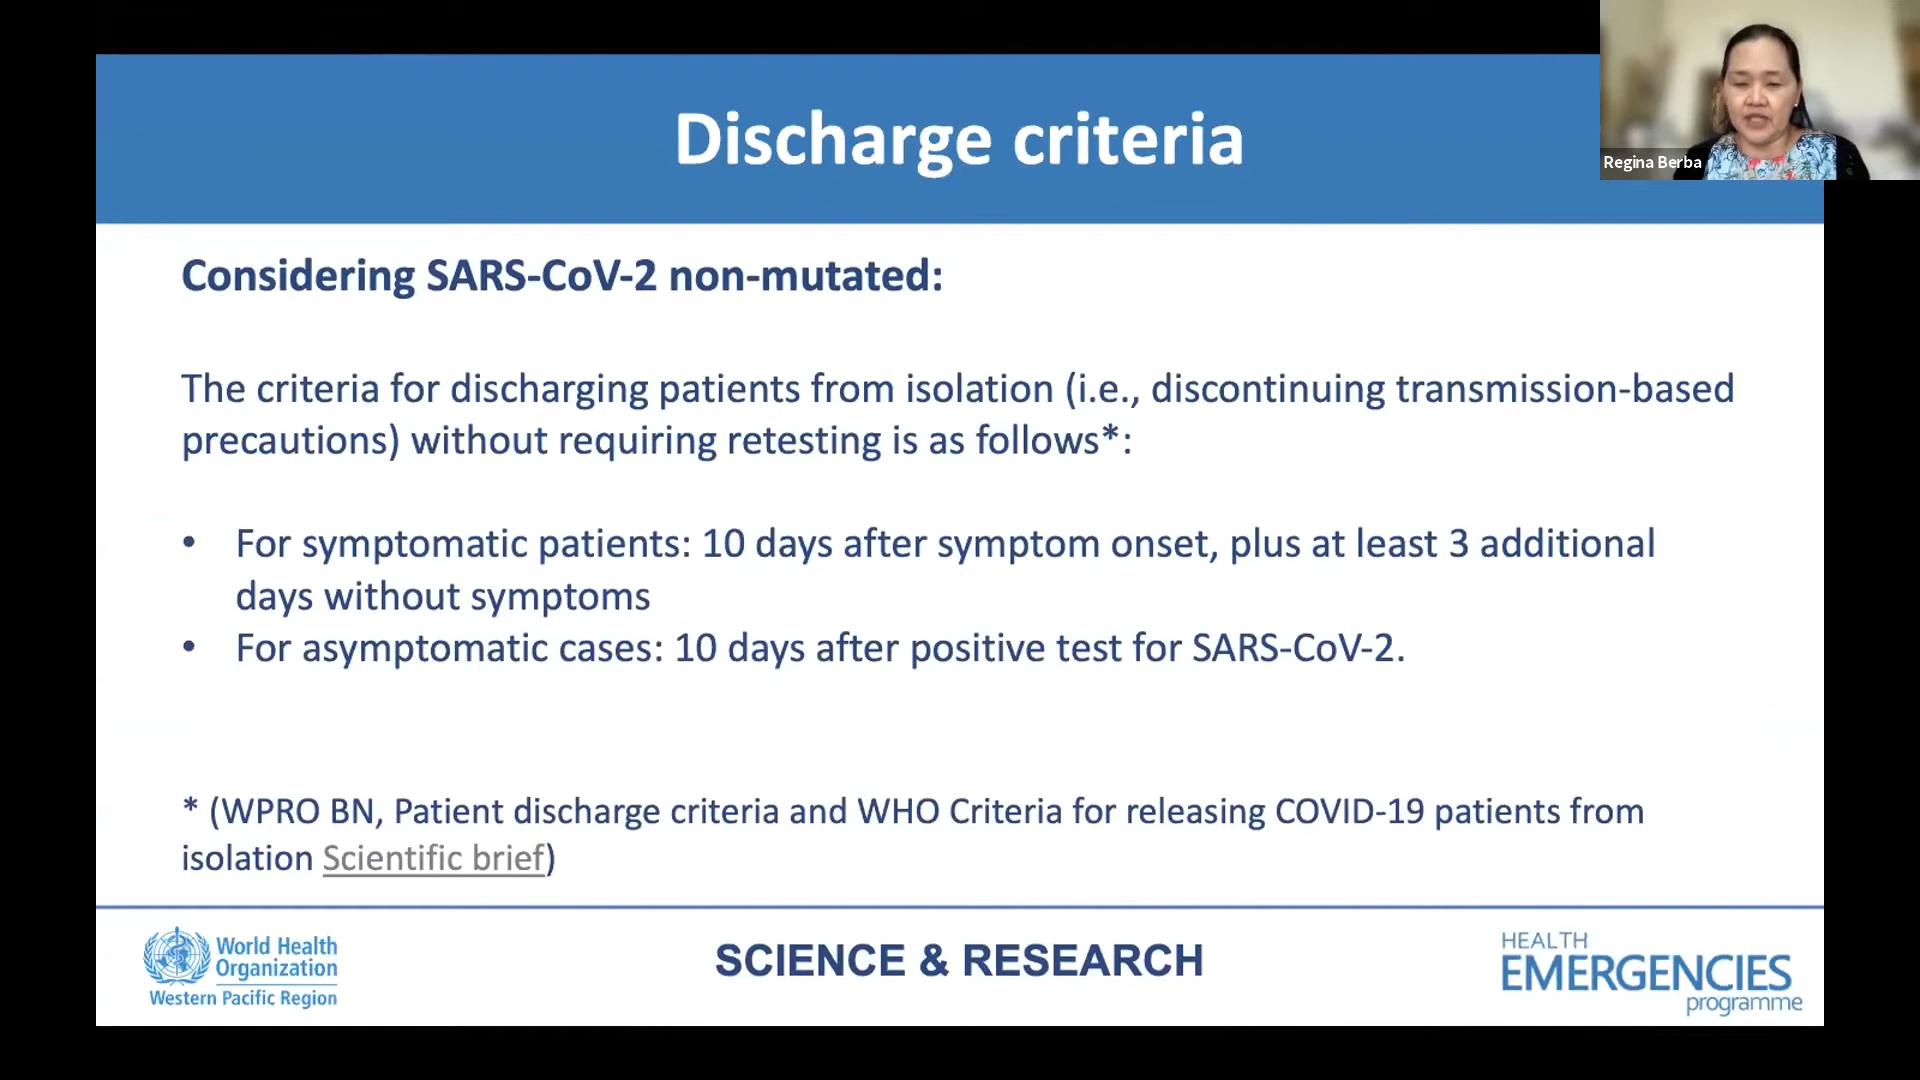 Discharge criteria
Regina Berba
Considering SARS-CoV-2 non-mutated:
The criteria for discharging patients from isolation (i.e., discontinuing transmission-based
precautions) without requiring retesting is as follows*:
• For symptomatic patients: 10 days after symptom onset, plus at least 3 additional
days without symptoms
• For asymptomatic cases: 10 days after positive test for SARS-CoV-2.
* (WPRO BN, Patient discharge criteria and WHO Criteria for releasing COVID-19 patients from
isolation Scientific brief)
World Health
Organization
Western Pacific Region
SCIENCE & RESEARCH
HEALTH
EMERGENCIES
programme